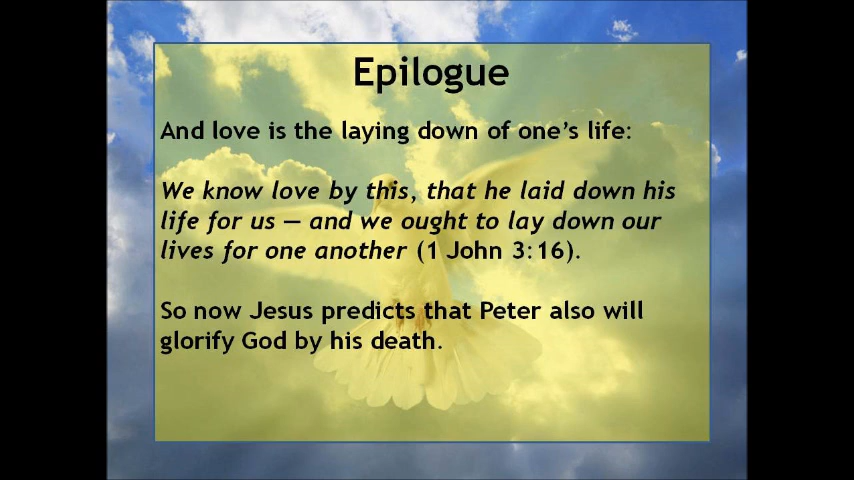 Epilogue
And love is the laying down of one’s life:
We know love by this, that he laid down his
life for us — and we ought to lay down our
lives for one another (1 John 3:16).
So now Jesus predicts that Peter also will
glorify God by his death.